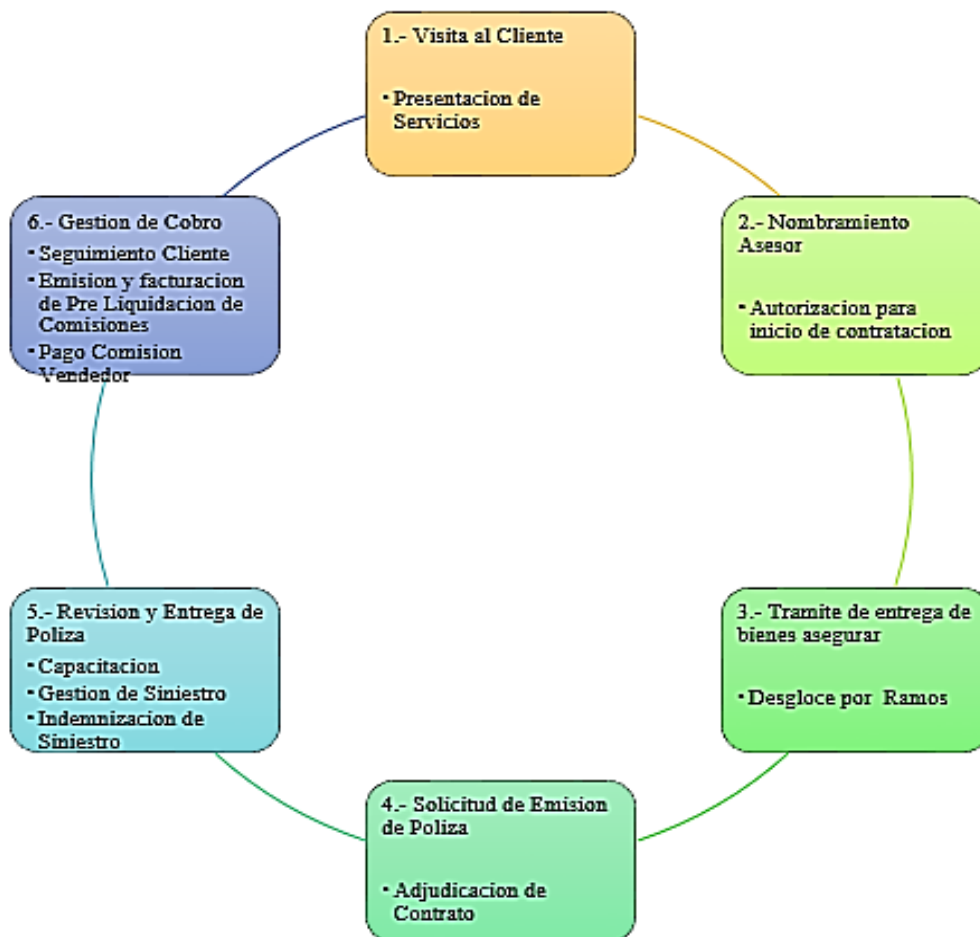 1.- Visita al Cliente
• Presentacion de
Servicios
2.- Nombramiento
Asesor
• Autorizacion para
inicio de contratacion
3.- Tramite de entrega de
bienes asegurar
• Desgloce por Ramos
4.- Solicitud de Emision
de Poliza
• Adjudicacion de
Contrato
5.- Revision y Entrega de
Poliza
• Capacitacion
• Gestion de Siniestro
• Indemnizacion de
Siniestro
6.- Gestion de Cobro
• Seguimiento Cliente
• Emision y facturacion
de Pre Liquidacion de
Comisiones
• Pago Comision
Vendedor